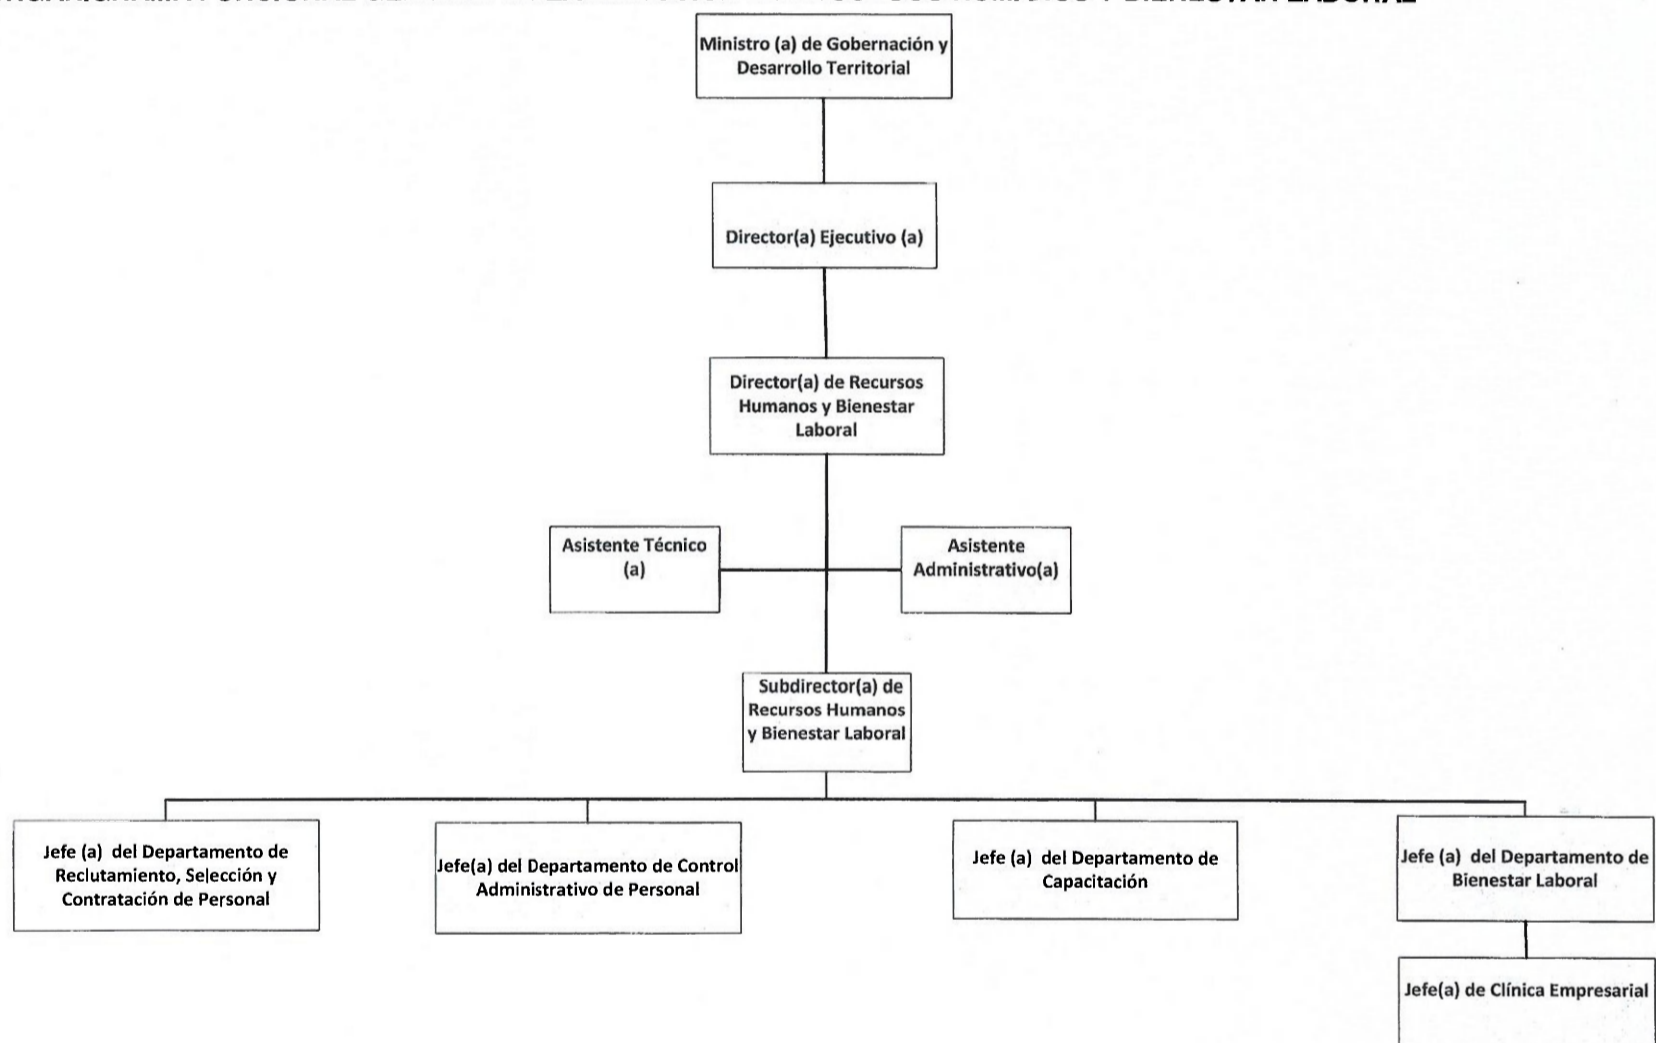 Y BIENESTAR LABORAL
Ministro (a) de Gobernación y
Desarrollo Territorial
Director(a) Ejecutivo (a)
Director(a) de Recursos
Humanos y Bienestar
Laboral
Asistente Técnico
(a)
Asistente
Administrativo(a)
Subdirector(a) de
Recursos Humanos
y Bienestar Laboral
Jefe (a) del Departamento de
Reclutamiento, Selección y
Contratación de Personal
Jefe(a) del Departamento de Control
Administrativo de Personal
Jefe (a) del Departamento de
Capacitación
Jefe (a) del Departamento de
Bienestar Laboral
Jefe(a) de Clínica Empresarial